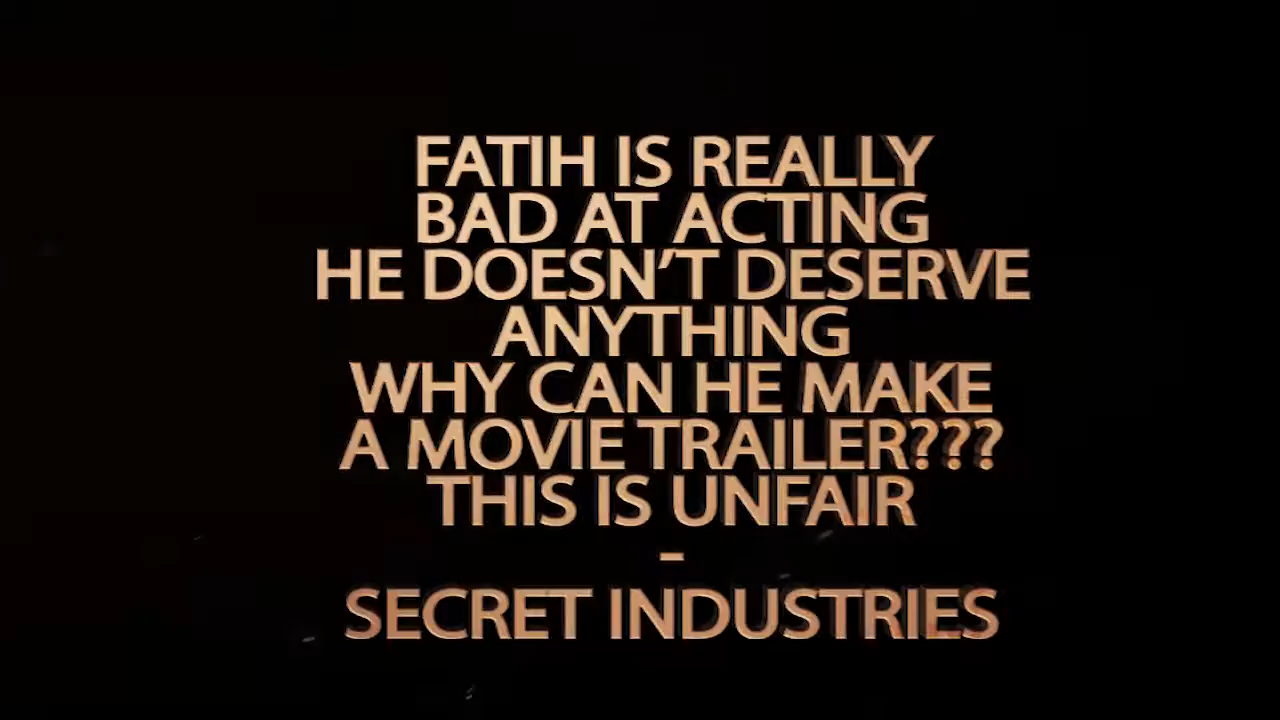 FATIH IS REALLY
BAD AT ACTING
HE DOESN’T DESERVE
ANYTHING
WHY CAN HE MAKE
A MOVIE TRAILER???
THIS IS UNFAIR
-
SECRET INDUSTRIES